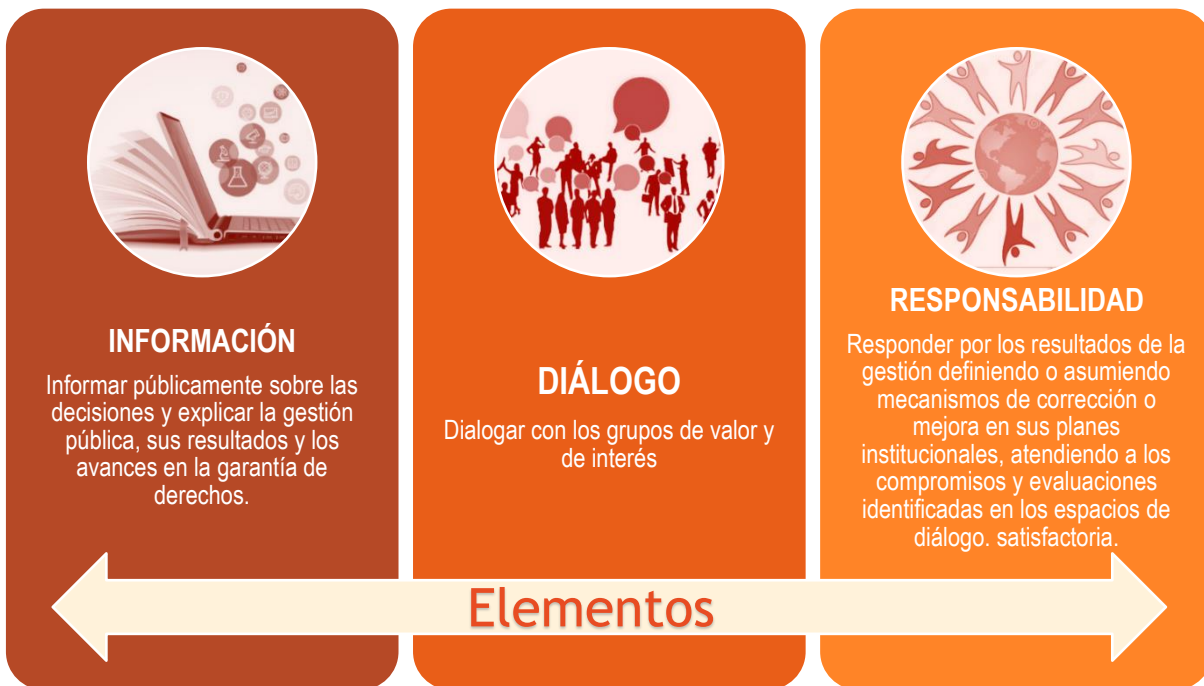 INFORMACIÓN
Informar públicamente sobre las
decisiones y explicar la gestión
pública, sus resultados y los
avances en la garantía de
derechos.
DIÁLOGO
Dialogar con los grupos de valor y
de interés
RESPONSABILIDAD
Responder por los resultados de la
gestión definiendo o asumiendo
mecanismos de corrección o
mejora en sus planes
institucionales, atendiendo a los
compromisos y evaluaciones
identificadas en los espacios de
diálogo. satisfactoria.
Elementos